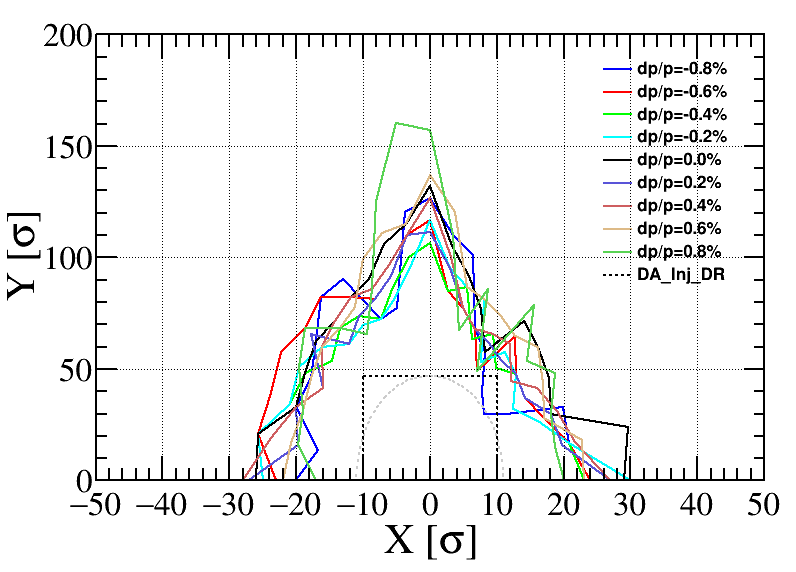 200
150
100
50
0
Y [σ]
dp/p=-0.8%
dp/p=-0.6%
dp/p=-0.4%
dp/p=-0.2%
dp/p=0.0%
dp/p=0.2%
dp/p=0.4%
dp/p=0.6%
dp/p=0.8%
DA_Inj_DR
−50 −40 −30 −20 −10 0 10 20 30 40 50
X [σ]